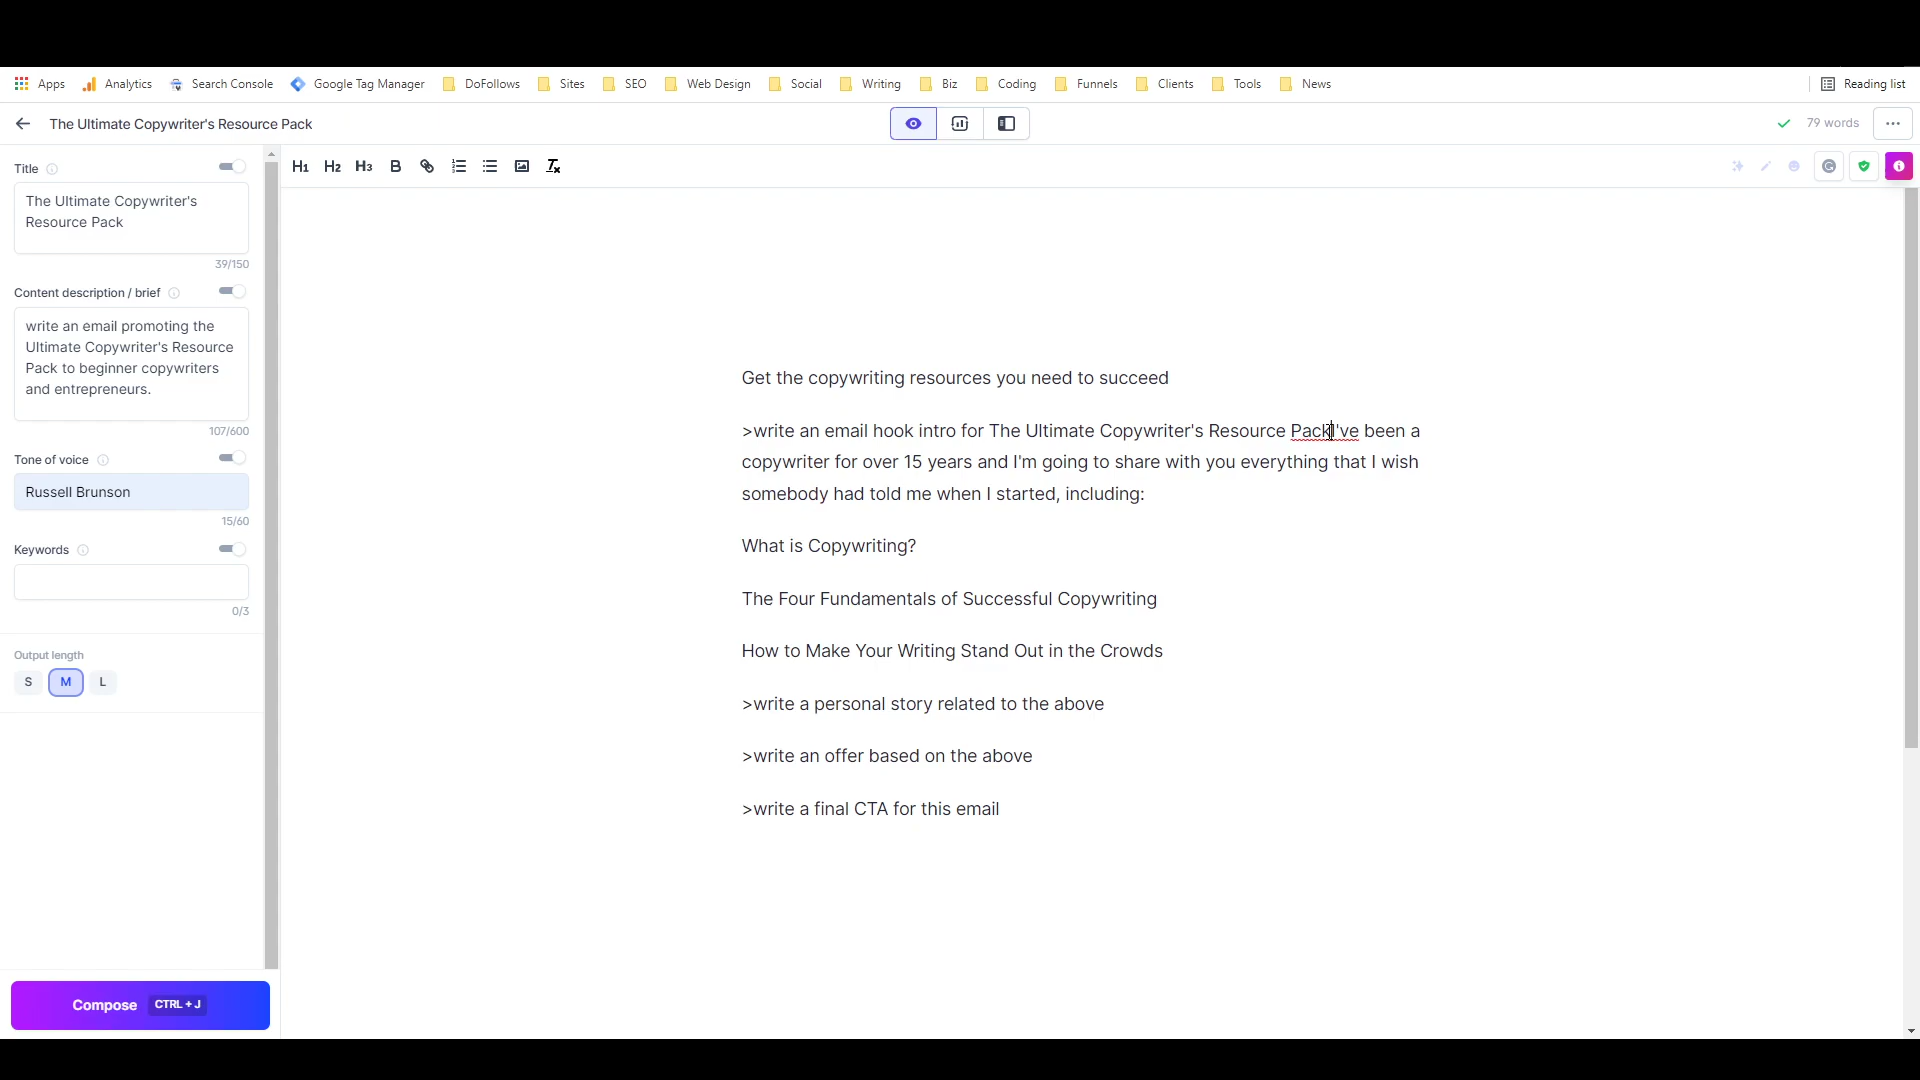 Apps Analytics Search Console Google Tag Manager DoFollows Sites SEO Web Design Social Writing Biz Coding Funnels Clients Tools News Reading list
The Ultimate Copywriter's Resource Pack
79 words
Title
The Ultimate Copywriter's
Resource Pack
39/150
Content description / brief
write an email promoting the
Ultimate Copywriter's Resource
Pack to beginner copywriters
and entrepreneurs.
107/600
Tone of voice
Russell Brunson
15/60
Keywords
0/3
Output length
S M L
Compose CTRL + J
H1 H2 H3 B
Get the copywriting resources you need to succeed
>write an email hook intro for The Ultimate Copywriter's Resource PackI've been a
copywriter for over 15 years and I'm going to share with you everything that I wish
somebody had told me when I started, including:
What is Copywriting?
The Four Fundamentals of Successful Copywriting
How to Make Your Writing Stand Out in the Crowds
>write a personal story related to the above
>write an offer based on the above
>write a final CTA for this email